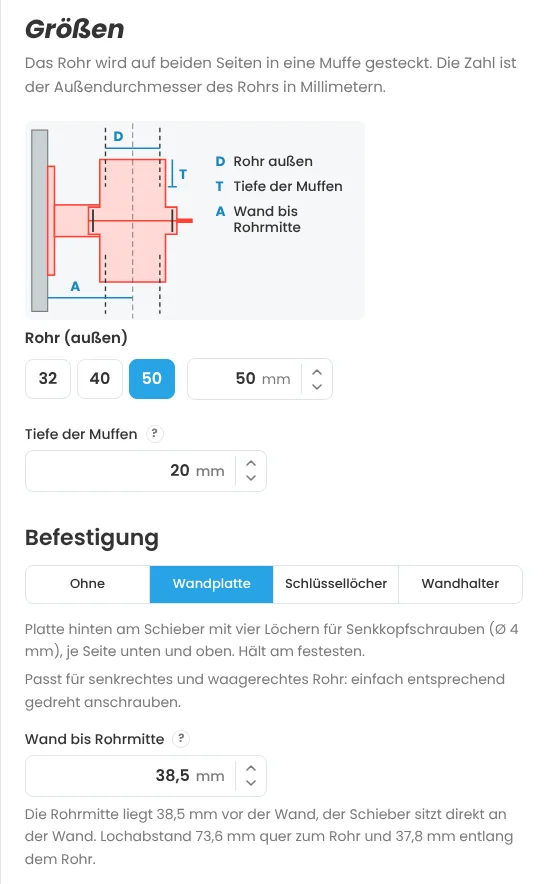 Größen
Das Rohr wird auf beiden Seiten in eine Muffe gesteckt. Die Zahl ist
der Außendurchmesser des Rohrs in Millimetern.
D
T
A
D Rohr außen
T Tiefe der Muffen
A Wand bis
Rohrmitte
Rohr (außen)
32 40 50 50 mm
Tiefe der Muffen ?
20 mm
Befestigung
Ohne Wandplatte Schlüssellöcher Wandhalter
Platte hinten am Schieber mit vier Löchern für Senkkopfschrauben (Ø 4
mm), je Seite unten und oben. Hält am festesten.
Passt für senkrechtes und waagerechtes Rohr: einfach entsprechend
gedreht anschrauben.
Wand bis Rohrmitte ?
38,5 mm
Die Rohrmitte liegt 38,5 mm vor der Wand, der Schieber sitzt direkt an
der Wand. Lochabstand 73,6 mm quer zum Rohr und 37,8 mm entlang
dem Rohr.